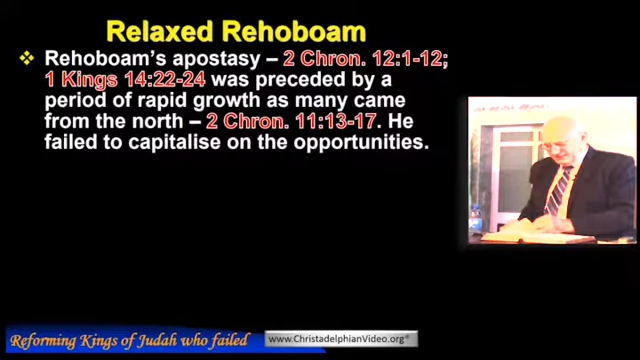 Relaxed Rehoboam
❖ Rehoboam's apostasy – 2 Chron. 12:1-12;
1 Kings 14:22-24 was preceded by a
period of rapid growth as many came
from the north – 2 Chron. 11:13-17. He
failed to capitalise on the opportunities.
Reforming Kings of Judah who failed
www.ChristadelphianVideo.org®